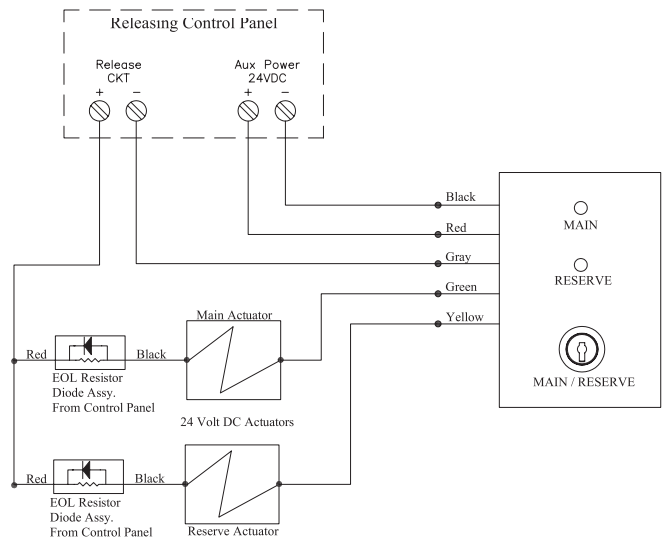 Releasing Control Panel
Release
CKT
Aux Power
24VDC
+ − + −
Black
Red
Gray
Green
Yellow
MAIN
RESERVE
MAIN / RESERVE
Main Actuator
Red
Black
EOL Resistor
Diode Assy.
From Control Panel
24 Volt DC Actuators
Red
Black
EOL Resistor
Diode Assy.
From Control Panel
Reserve Actuator